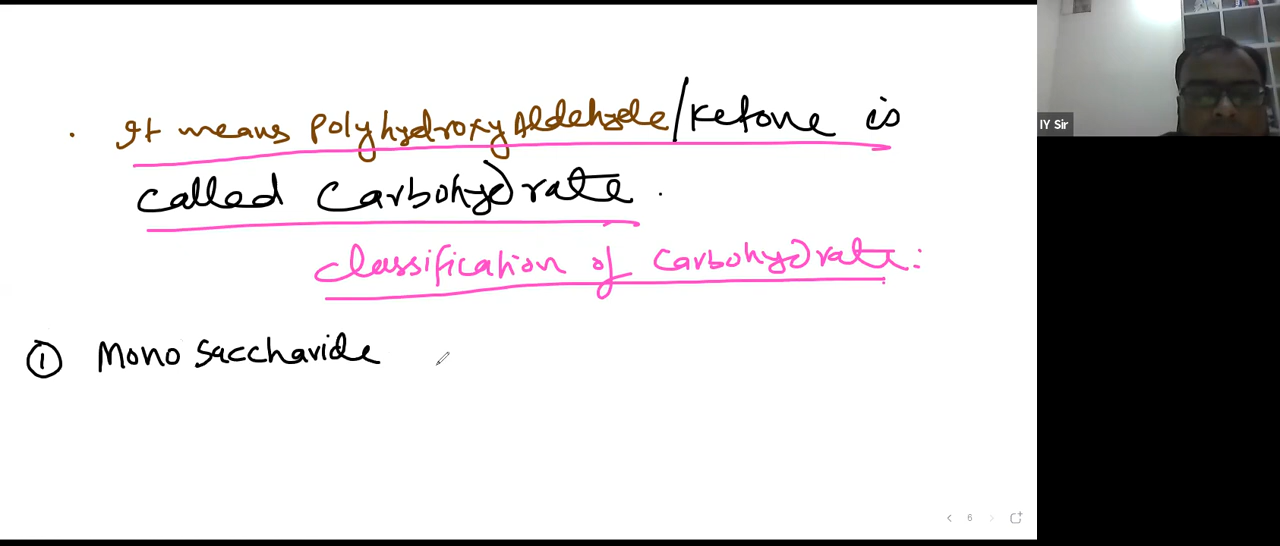 . It means Polyhydroxy Aldehyde/Ketone is
called Carbohydrate.
Classification of Carbohydrate:
① Mono Saccharide
IY Sir
6